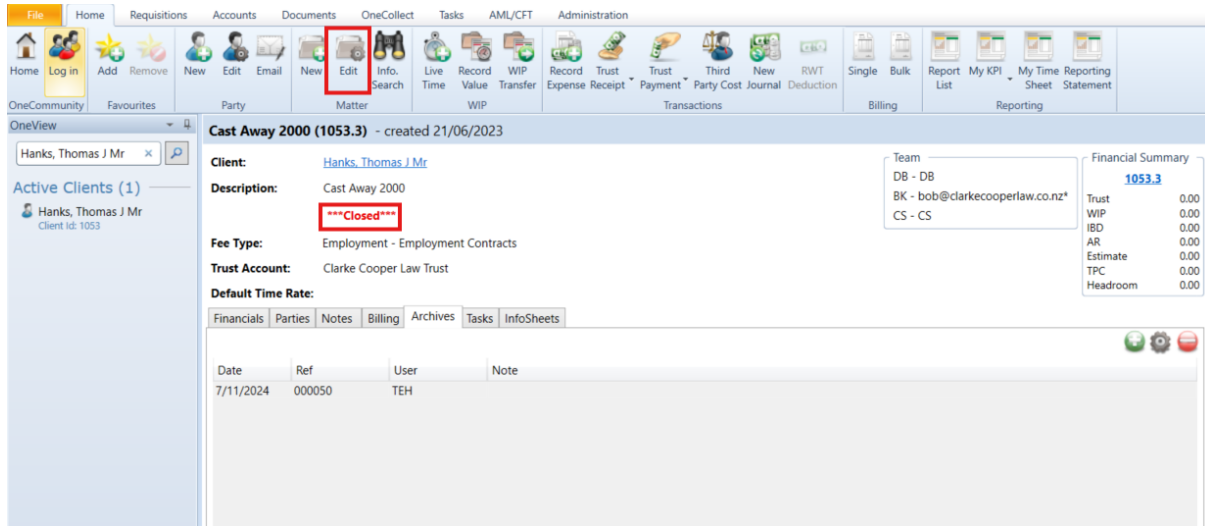 File Home Requisitions Accounts Documents OneCollect Tasks AML/CFT Administration
Home Log in Add Remove New Edit Email New Edit Info. Search Live Time Record Value WIP Transfer Record Expense Trust Receipt Trust Payment Third Party Cost New Journal RWT Deduction Single Bulk Report List My KPI My Time Sheet Reporting Statement
OneCommunity Favourites Party Matter WIP Transactions Billing Reporting
OneView
Hanks, Thomas J Mr
Active Clients (1)
Hanks, Thomas J Mr
Client Id: 1053
Cast Away 2000 (1053.3) - created 21/06/2023
Client: Hanks, Thomas J Mr
Description: Cast Away 2000
***Closed***
Fee Type: Employment - Employment Contracts
Trust Account: Clarke Cooper Law Trust
Default Time Rate:
Team
DB - DB
BK - bob@clarkecooperlaw.co.nz*
CS - CS
Financial Summary
1053.3
Trust 0.00
WIP 0.00
IBD 0.00
AR 0.00
Estimate 0.00
TPC 0.00
Headroom 0.00
Financials Parties Notes Billing Archives Tasks InfoSheets
Date Ref User Note
7/11/2024 000050 TEH